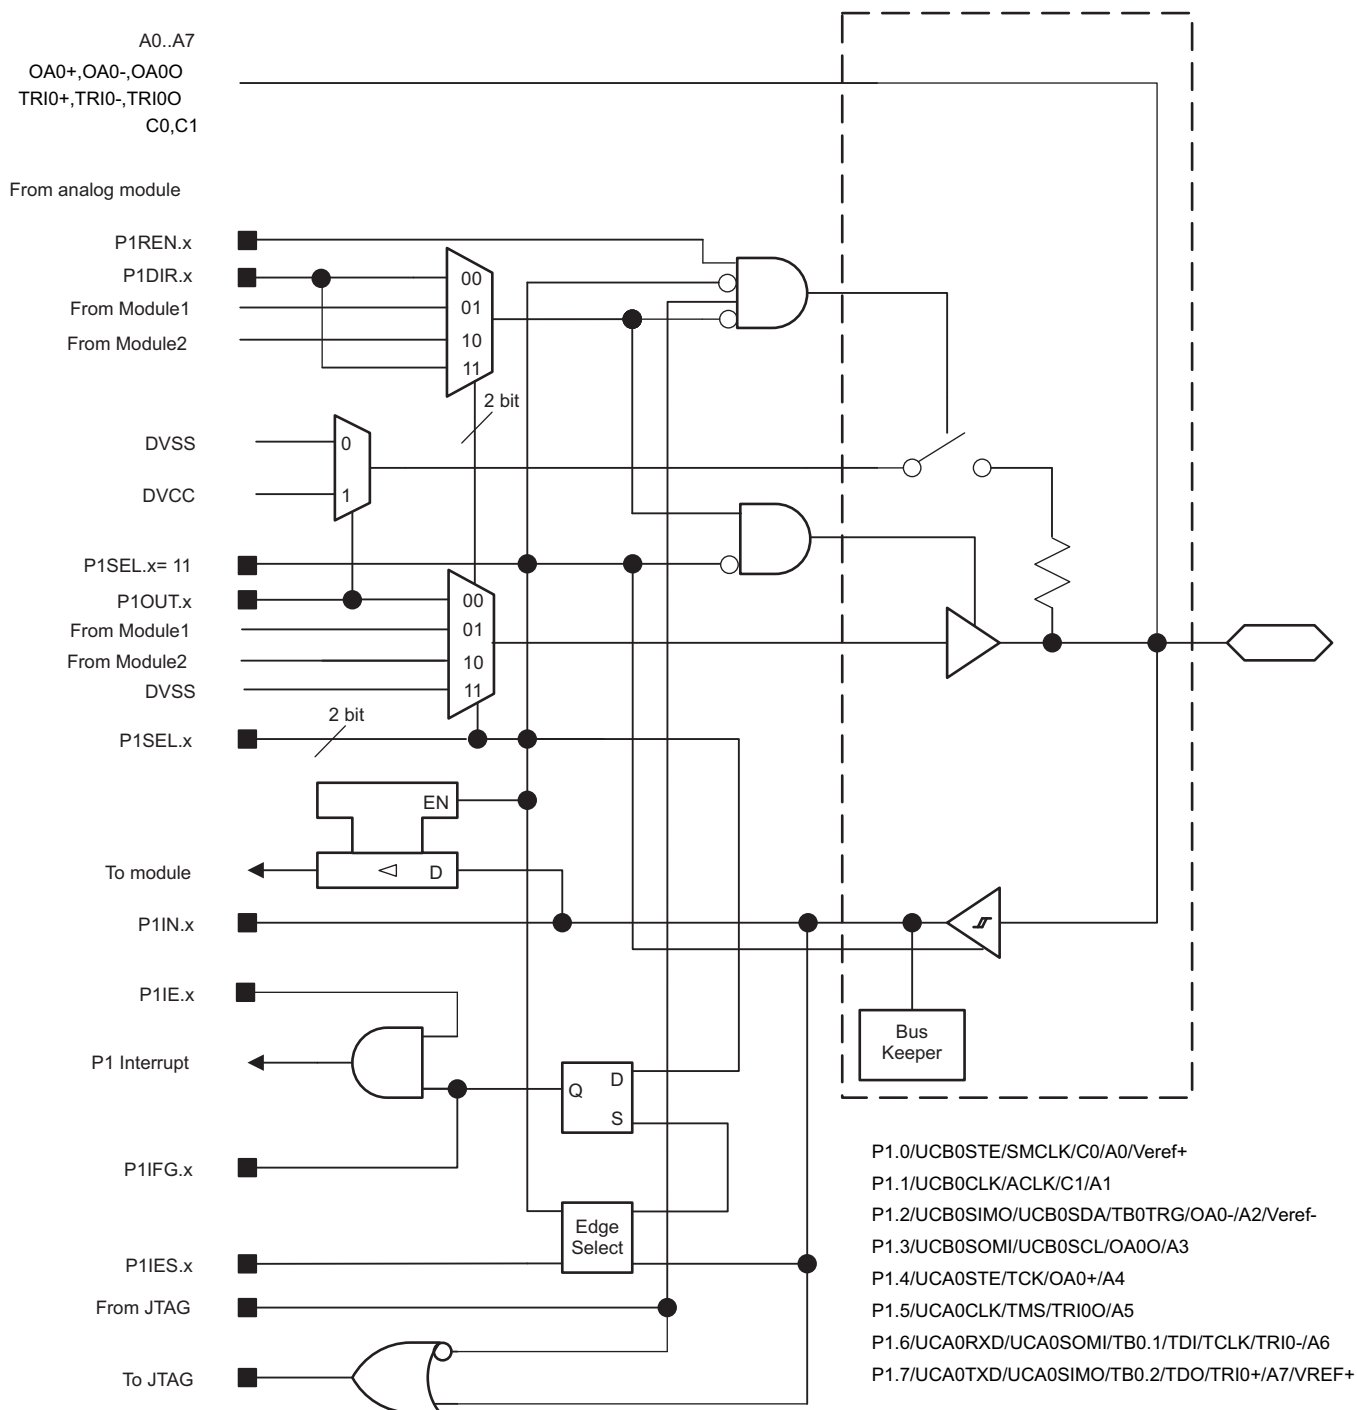 A0..A7
OA0+,OA0-,OA0O
TRI0+,TRI0-,TRI0O
C0,C1
From analog module
P1REN.x
P1DIR.x
From Module1
From Module2
00
01
10
11
2 bit
DVSS
DVCC
0
1
P1SEL.x= 11
P1OUT.x
From Module1
From Module2
DVSS
00
01
10
11
P1SEL.x
2 bit
EN
D
To module
P1IN.x
P1IE.x
P1 Interrupt
Q
D
S
Bus
Keeper
P1IFG.x
Edge
Select
P1IES.x
From JTAG
To JTAG
P1.0/UCB0STE/SMCLK/C0/A0/Veref+
P1.1/UCB0CLK/ACLK/C1/A1
P1.2/UCB0SIMO/UCB0SDA/TB0TRG/OA0-/A2/Veref-
P1.3/UCB0SOMI/UCB0SCL/OA0O/A3
P1.4/UCA0STE/TCK/OA0+/A4
P1.5/UCA0CLK/TMS/TRI0O/A5
P1.6/UCA0RXD/UCA0SOMI/TB0.1/TDI/TCLK/TRI0-/A6
P1.7/UCA0TXD/UCA0SIMO/TB0.2/TDO/TRI0+/A7/VREF+